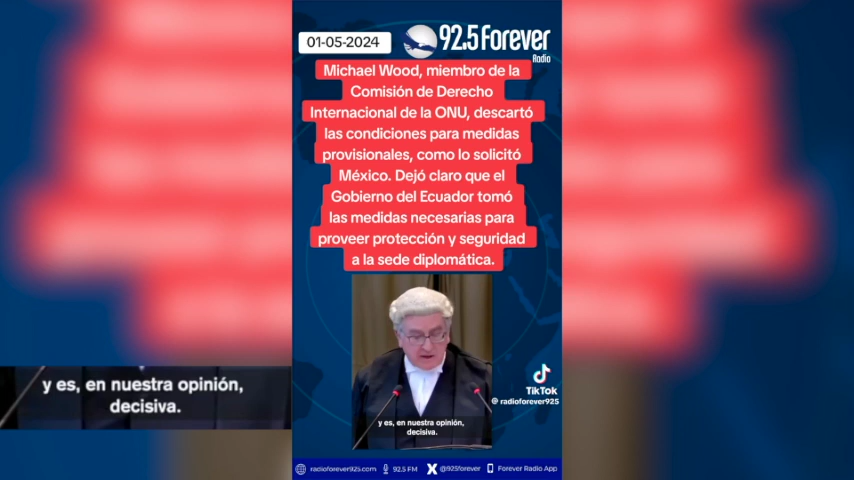 01-05-2024
92.5 Forever
Radio
Michael Wood, miembro de la
Comisión de Derecho
Internacional de la ONU, descartó
las condiciones para medidas
provisionales, como lo solicitó
México. Dejó claro que el
Gobierno del Ecuador tomó
las medidas necesarias para
proveer protección y seguridad
a la sede diplomática.
y es, en nuestra opinión,
decisiva.
TikTok
@radioforever925
y es, en nuestra opinión,
decisiva.
radioforever925.com 92.5 FM X @925forever Forever Radio App